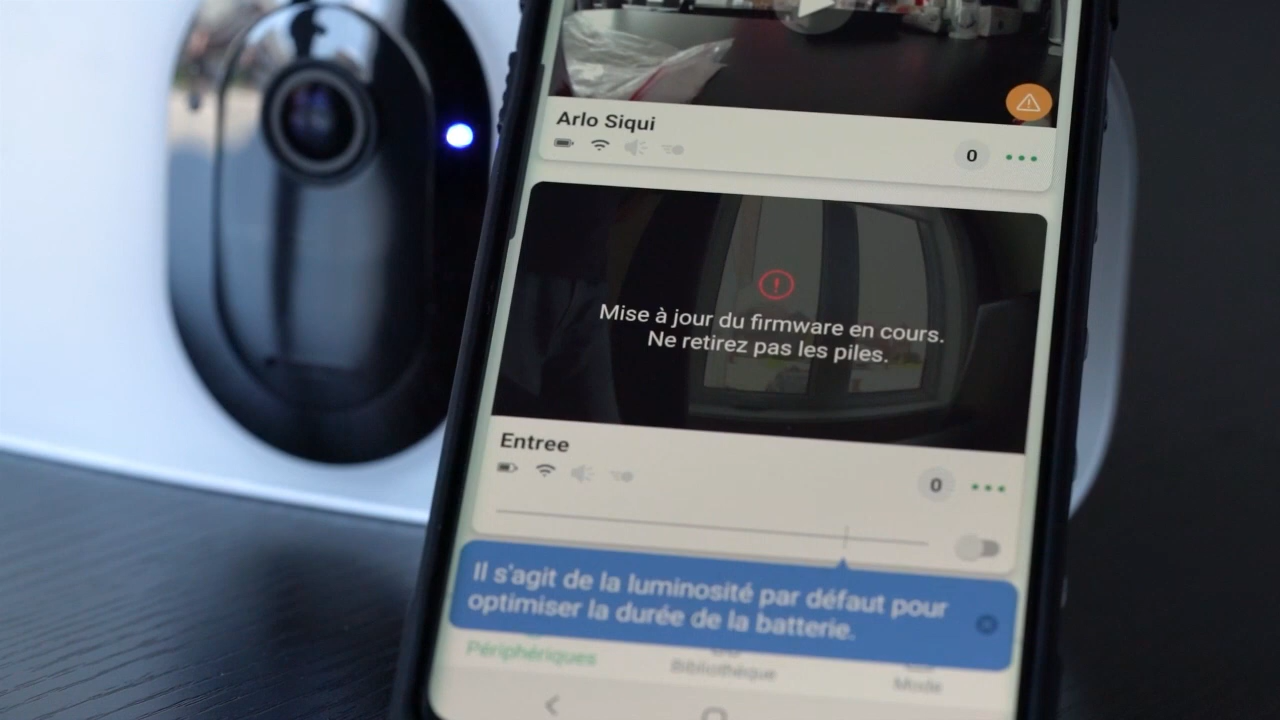 Arlo Siqui
0
Mise à jour du firmware en cours.
Ne retirez pas les piles.
Entree
0
Il s'agit de la luminosité par défaut pour
optimiser la durée de la batterie.
Périphériques
Bibliothèque
Mode